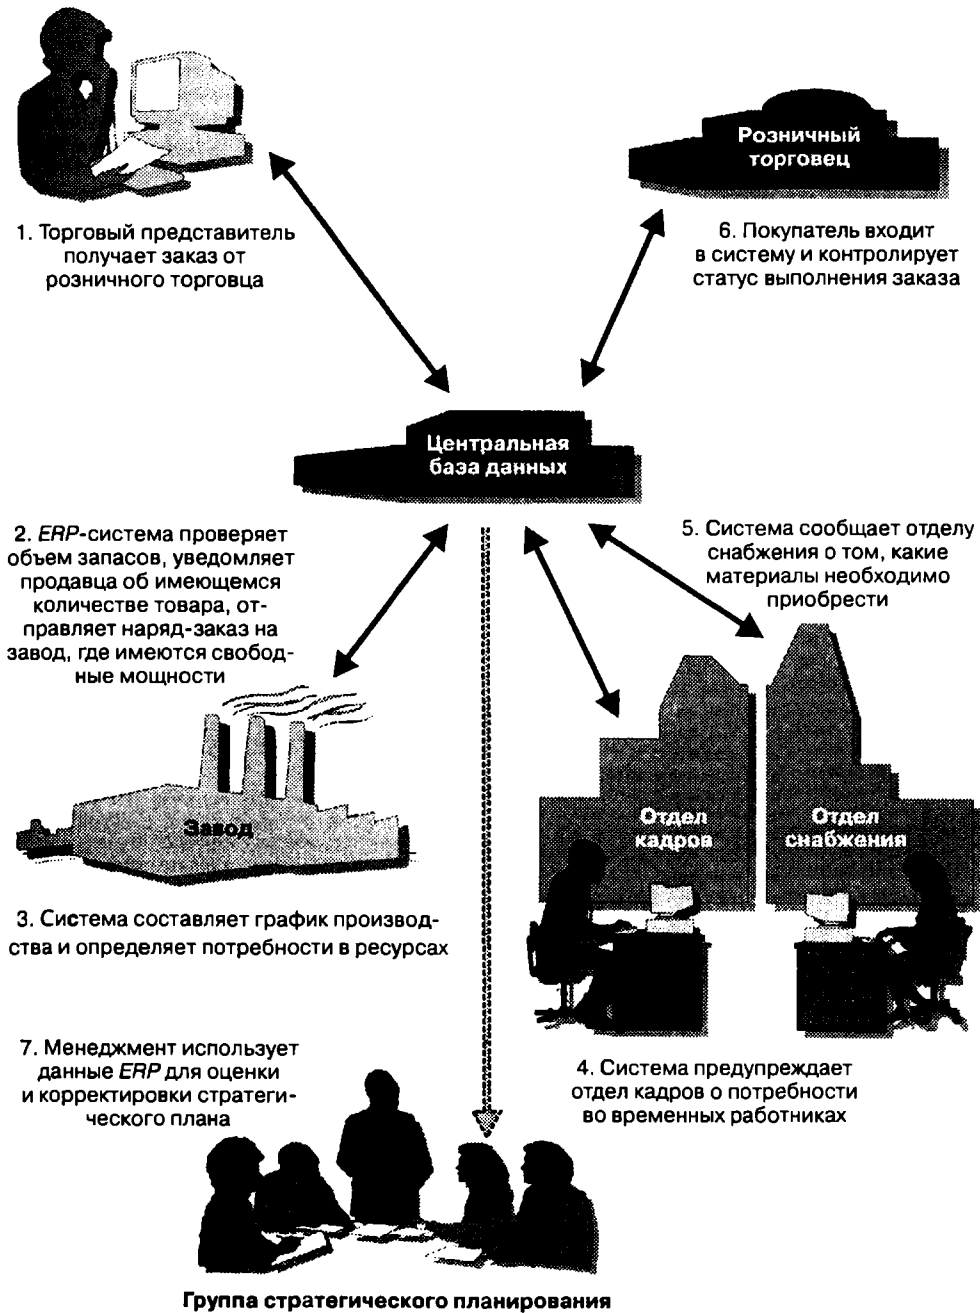 Розничный
торговец
1. Торговый представитель
получает заказ от
розничного торговца
6. Покупатель входит
в систему и контролирует
статус выполнения заказа
Центральная
база данных
2. ERP-система проверяет
объем запасов, уведомляет
продавца об имеющемся
количестве товара, от-
правляет наряд-заказ на
завод, где имеются свобод-
ные мощности
5. Система сообщает отделу
снабжения о том, какие
материалы необходимо
приобрести
Завод
Отдел
кадров
Отдел
снабжения
3. Система составляет график производ-
ства и определяет потребности в ресурсах
7. Менеджмент использует
данные ERP для оценки
и корректировки стратеги-
ческого плана
4. Система предупреждает
отдел кадров о потребности
во временных работниках
Группа стратегического планирования